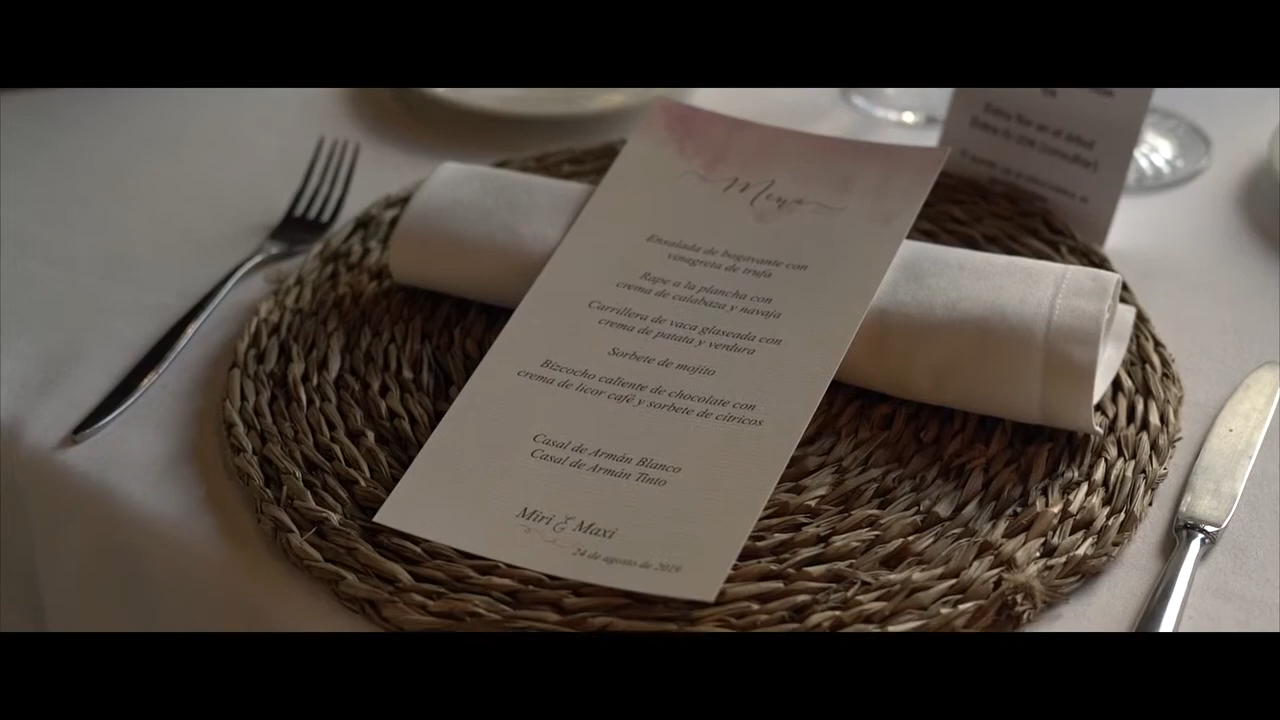 Menú
Ensalada de bogavante con
vinagreta de trufa
Rape a la plancha con
crema de calabaza y navaja
Carrillera de vaca glaseada con
crema de patata y verdura
Sorbete de mojito
Bizcocho caliente de chocolate con
crema de licor café y sorbete de cítricos
Casal de Armán Blanco
Casal de Armán Tinto
Miri & Maxi
24 de agosto de 2019